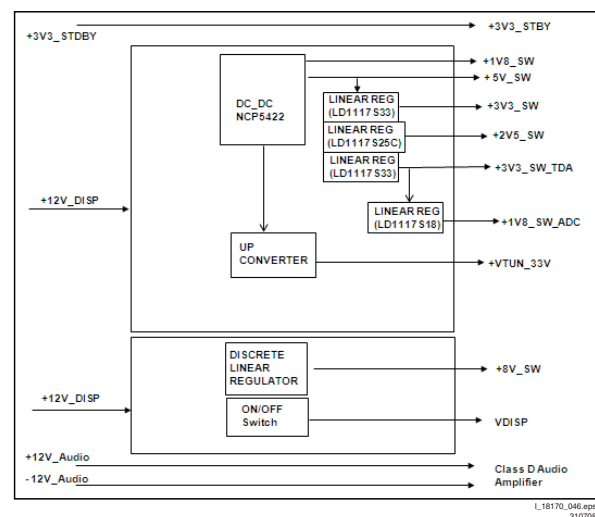 +3V3_STDBY
+3V3_STBY
+1V8_SW
+5V_SW
DC_DC
NCP5422
LINEAR REG
(LD1117S33)
+3V3_SW
LINEAR REG
(LD1117S25C)
+2V5_SW
LINEAR REG
(LD1117S33)
+3V3_SW_TDA
+12V_DISP
LINEAR REG
(LD1117S18)
+1V8_SW_ADC
UP
CONVERTER
+VTUN_33V
DISCRETE
LINEAR
REGULATOR
+8V_SW
+12V_DISP
ON/OFF
Switch
VDISP
+12V_Audio
-12V_Audio
Class D Audio
Amplifier
I_18170_046.eps
310706